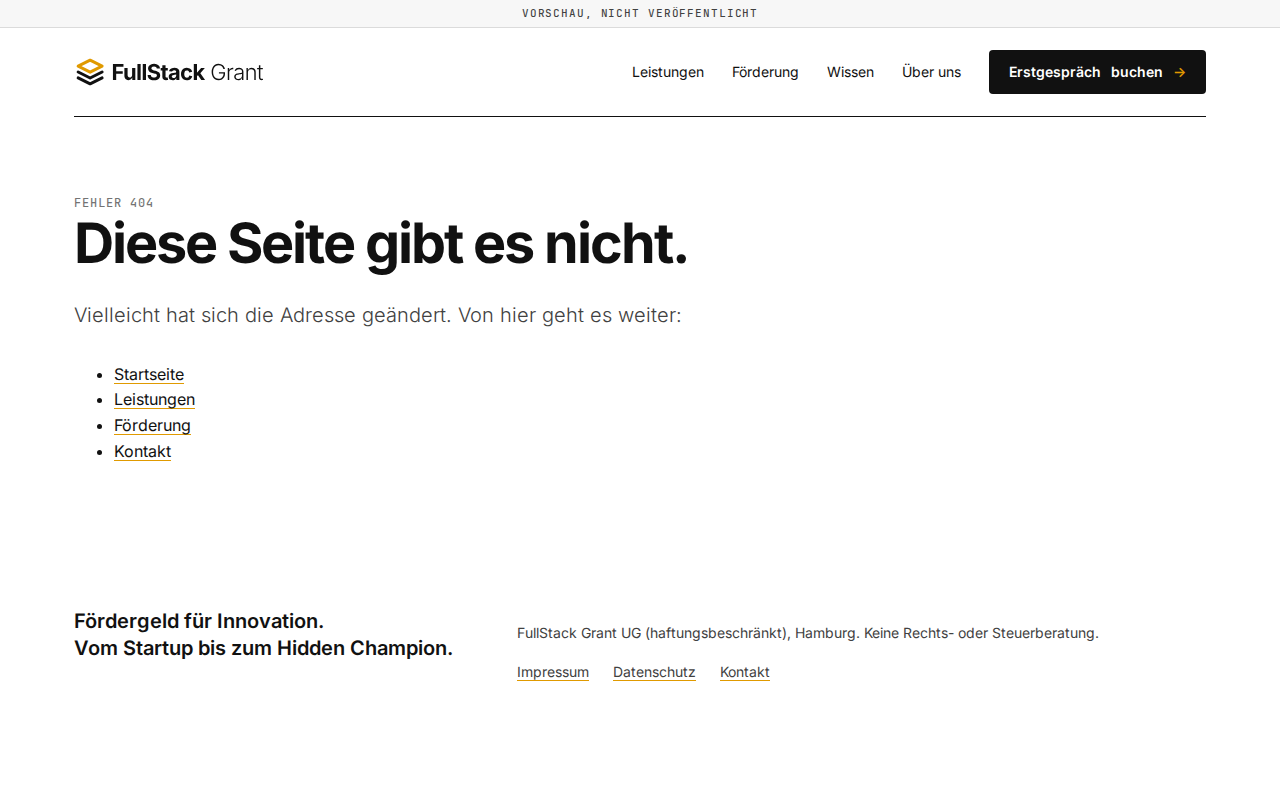 VORSCHAU, NICHT VERÖFFENTLICHT
FullStack Grant
Leistungen
Förderung
Wissen
Über uns
Erstgespräch buchen →
FEHLER 404
Diese Seite gibt es nicht.
Vielleicht hat sich die Adresse geändert. Von hier geht es weiter:
Startseite
Leistungen
Förderung
Kontakt
Fördergeld für Innovation.
Vom Startup bis zum Hidden Champion.
FullStack Grant UG (haftungsbeschränkt), Hamburg. Keine Rechts- oder Steuerberatung.
Impressum
Datenschutz
Kontakt